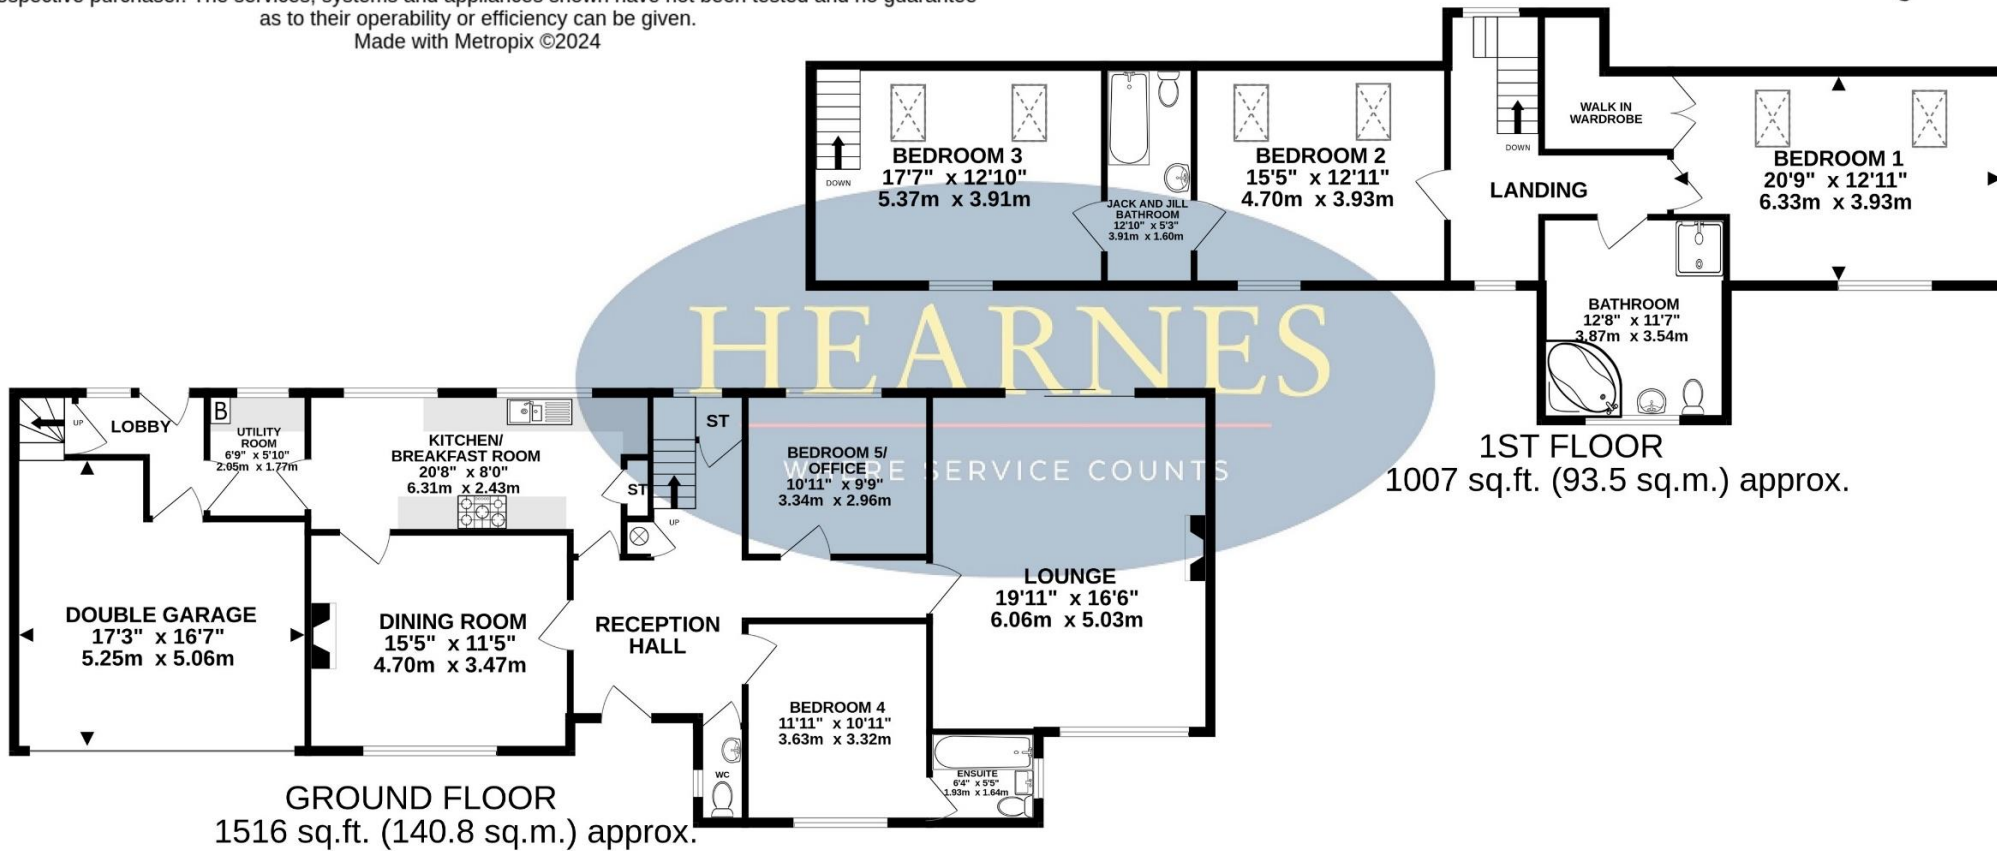 as to their operability or efficiency can be given.
Made with Metropix ©2024
WALK IN
WARDROBE
DOWN
BEDROOM 3
17'7" x 12'10"
5.37m x 3.91m
DOWN
JACK AND JILL
BATHROOM
12'10" x 5'3"
3.91m x 1.60m
BEDROOM 2
15'5" x 12'11"
4.70m x 3.93m
LANDING
BEDROOM 1
20'9" x 12'11"
6.33m x 3.93m
BATHROOM
12'8" x 11'7"
3.87m x 3.54m
HEARNES
WHERE SERVICE COUNTS
1ST FLOOR
1007 sq.ft. (93.5 sq.m.) approx.
UP
LOBBY
B
UTILITY
ROOM
6'9" x 5'10"
2.05m x 1.77m
KITCHEN/
BREAKFAST ROOM
20'8" x 8'0"
6.31m x 2.43m
ST
ST
UP
BEDROOM 5/
OFFICE
10'11" x 9'9"
3.34m x 2.96m
DOUBLE GARAGE
17'3" x 16'7"
5.25m x 5.06m
DINING ROOM
15'5" x 11'5"
4.70m x 3.47m
RECEPTION
HALL
LOUNGE
19'11" x 16'6"
6.06m x 5.03m
BEDROOM 4
11'11" x 10'11"
3.63m x 3.32m
WC
ENSUITE
6'4" x 5'5"
1.93m x 1.64m
GROUND FLOOR
1516 sq.ft. (140.8 sq.m.) approx.